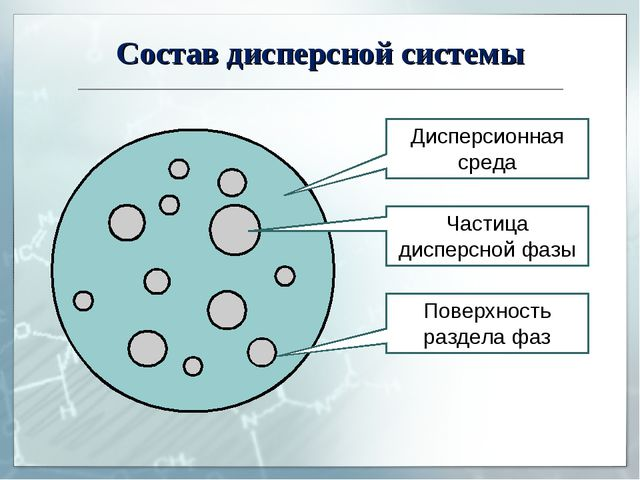 Состав дисперсной системы
Дисперсионная
среда
Частица
дисперсной фазы
Поверхность
раздела фаз